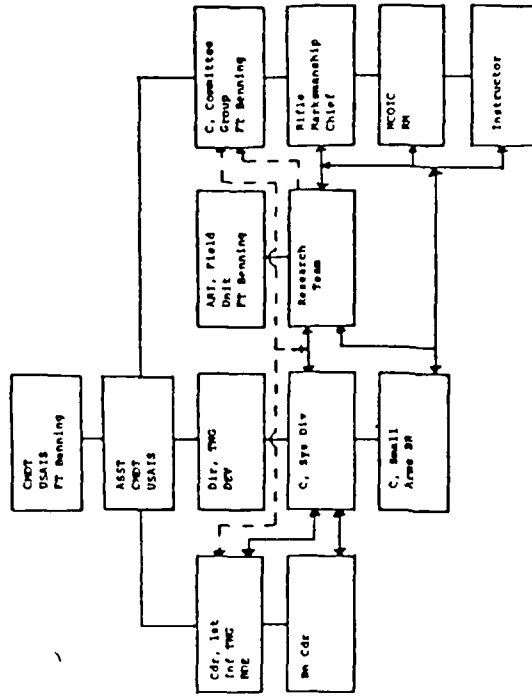 CMDT
USAIS
FT Benning
ASST
CMDT
USAIS
Cdr, 1st
Inf TNG
BDE
Dir, TNG
DEV
ARI, Field
Unit
FT Benning
C, Committee
Group
FT Benning
Bn Cdr
C, Sys Div
Research
Team
Rifle
Marksmanship
Chief
C, Small
Arms BR
NCOIC
RM
Instructor